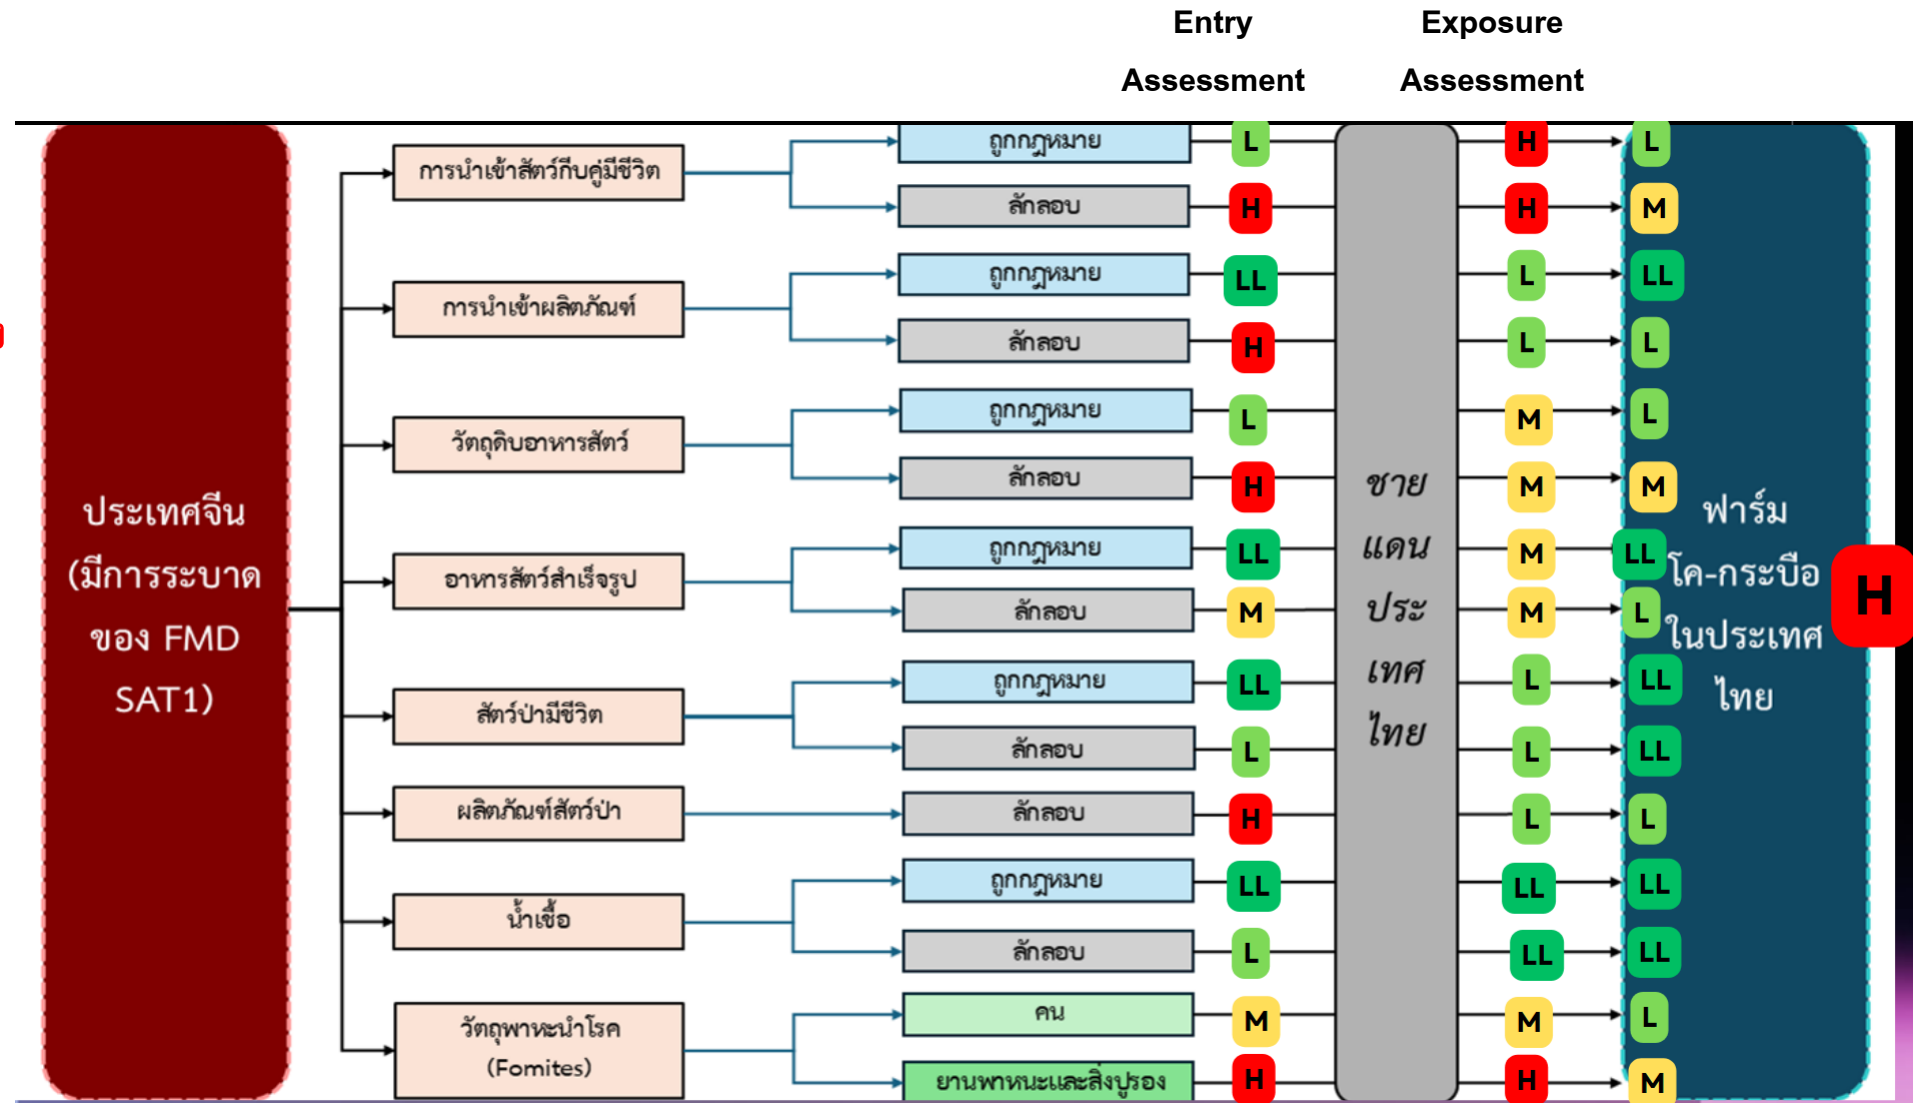 Entry
Assessment
Exposure
Assessment
ประเทศจีน
(มีการระบาด
ของ FMD
SAT1)
การนำเข้าสัตว์กีบคู่มีชีวิต
ถูกกฎหมาย L H L
ลักลอบ H H M
การนำเข้าผลิตภัณฑ์
ถูกกฎหมาย LL L LL
ลักลอบ H L L
วัตถุดิบอาหารสัตว์
ถูกกฎหมาย L M L
ลักลอบ H M M
อาหารสัตว์สำเร็จรูป
ถูกกฎหมาย LL M LL
ลักลอบ M M L
สัตว์ป่ามีชีวิต
ถูกกฎหมาย LL L LL
ลักลอบ L L LL
ผลิตภัณฑ์สัตว์ป่า
ลักลอบ H L L
น้ำเชื้อ
ถูกกฎหมาย LL LL LL
ลักลอบ L LL LL
วัตถุพาหะนำโรค
(Fomites)
คน M M L
ยานพาหนะและสิ่งปูรอง H H M
ชาย
แดน
ประ
เทศ
ไทย
ฟาร์ม
โค-กระบือ
ในประเทศ
ไทย
H